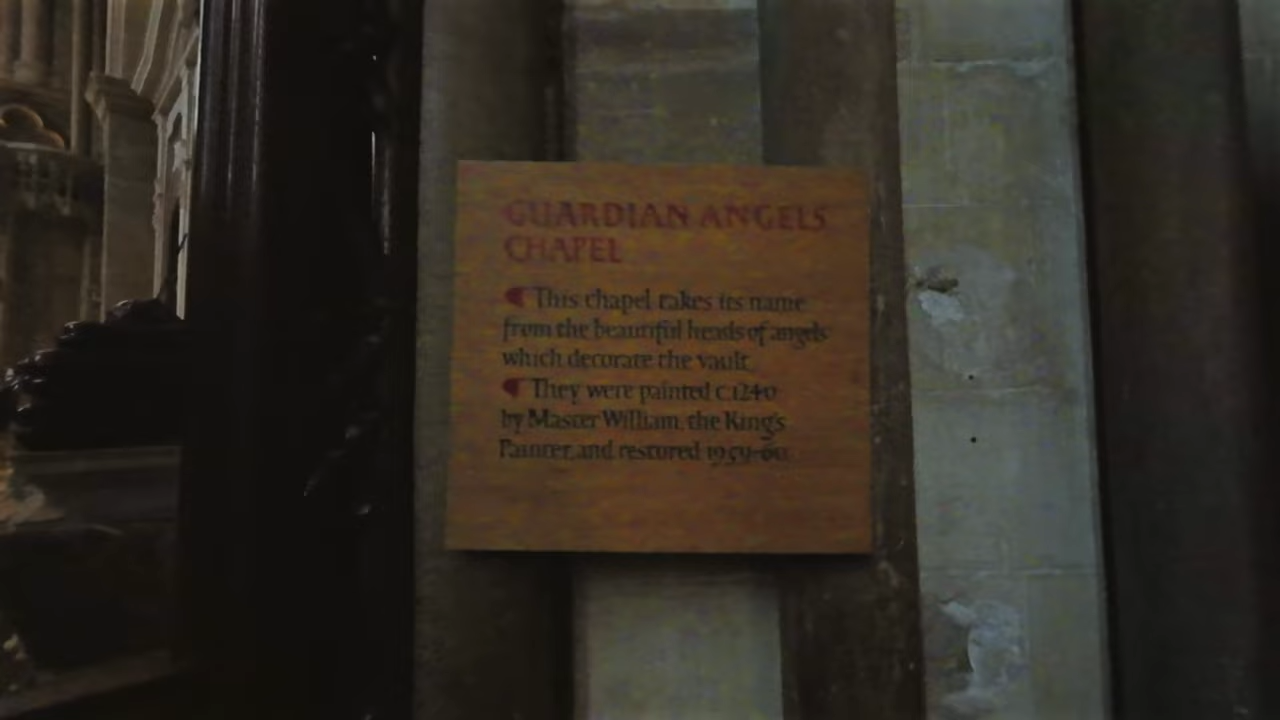 GUARDIAN ANGELS
CHAPEL
¶ This chapel takes its name
from the beautiful heads of angels
which decorate the vault.
¶ They were painted c.1240
by Master William, the King's
Painter, and restored 1959-60.